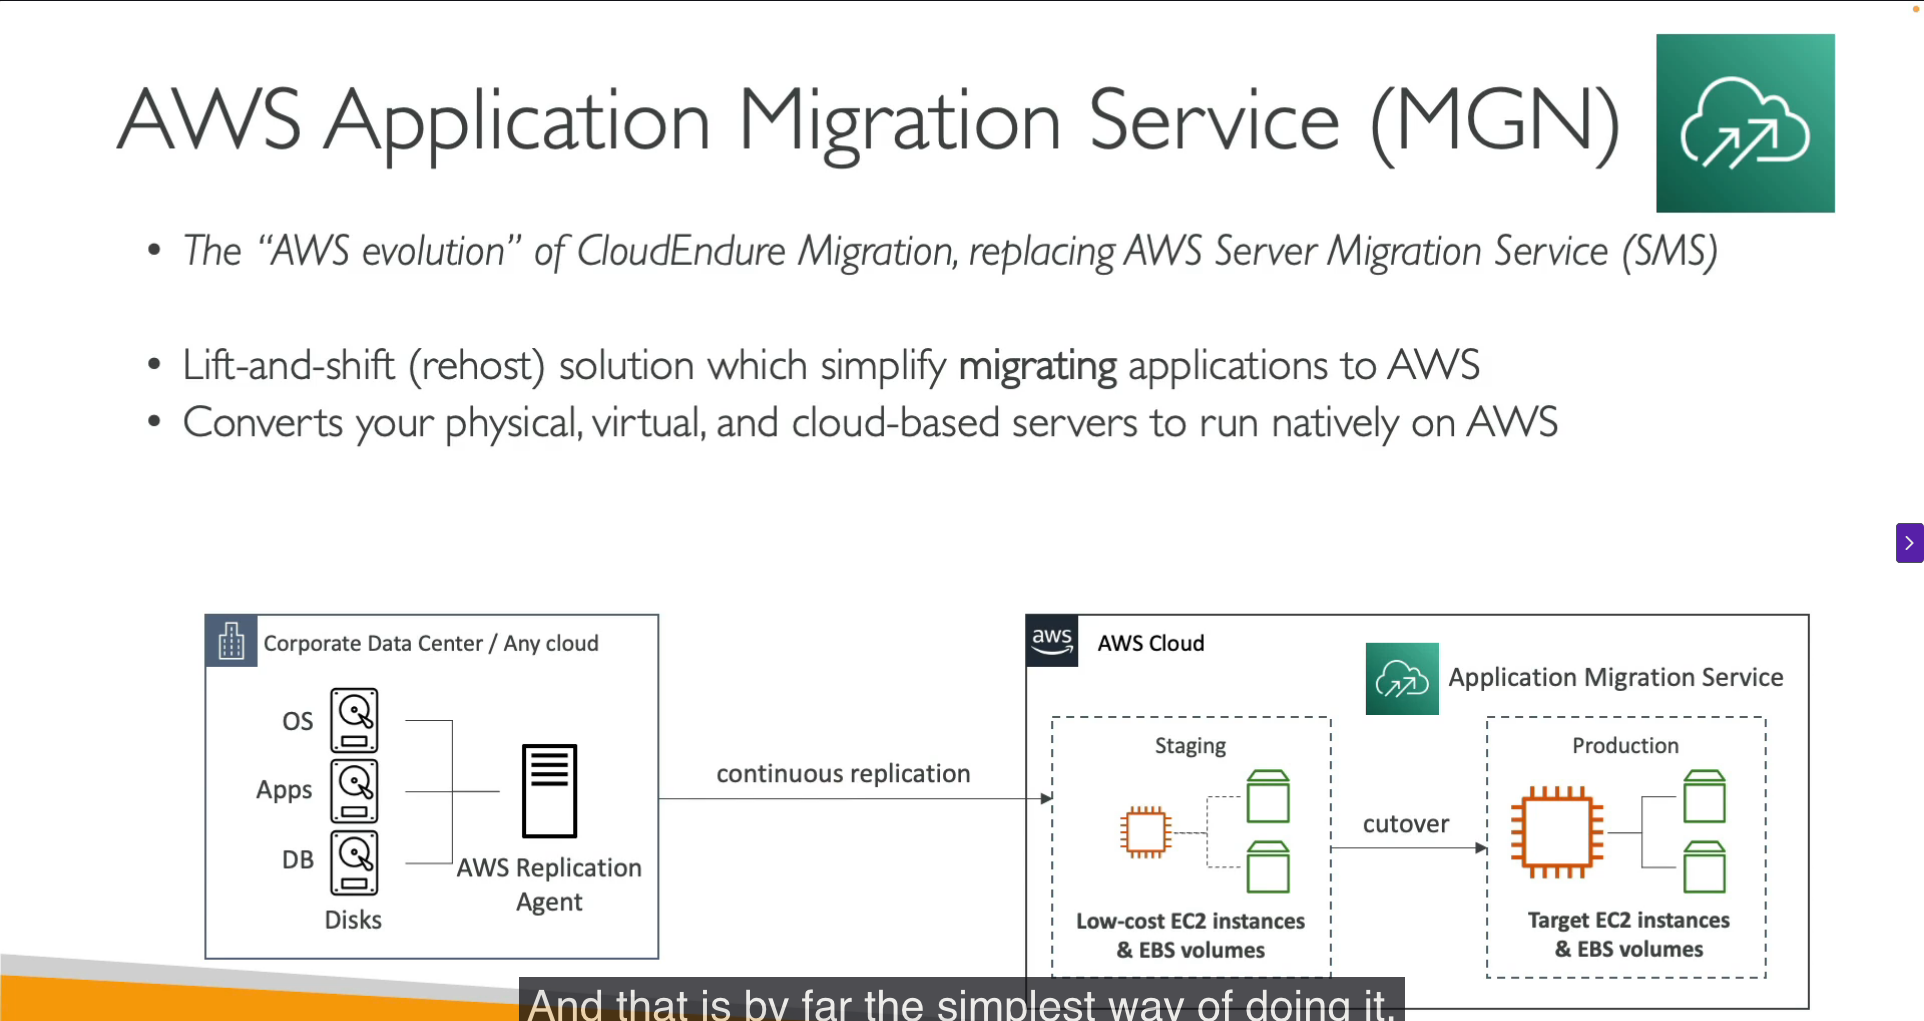 AWS Application Migration Service (MGN)
• The “AWS evolution” of CloudEndure Migration, replacing AWS Server Migration Service (SMS)
• Lift-and-shift (rehost) solution which simplify migrating applications to AWS
• Converts your physical, virtual, and cloud-based servers to run natively on AWS
Corporate Data Center / Any cloud
OS
Apps
DB
Disks
AWS Replication
Agent
continuous replication
aws
AWS Cloud
Application Migration Service
Staging
Low-cost EC2 instances
& EBS volumes
cutover
Production
Target EC2 instances
& EBS volumes
And that is by far the simplest way of doing it.